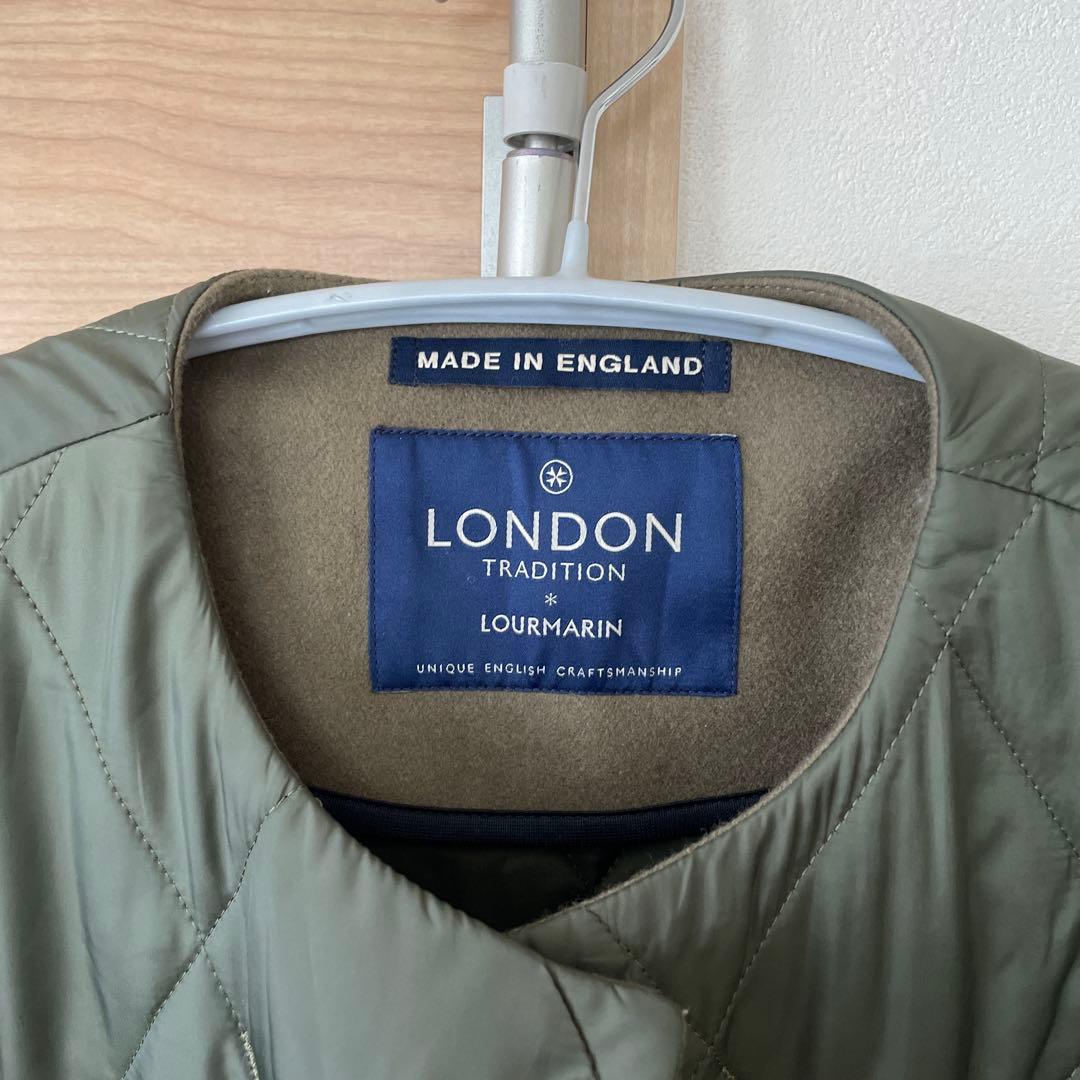 MADE IN ENGLAND
LONDON
TRADITION
*
LOURMARIN
UNIQUE ENGLISH CRAFTSMANSHIP